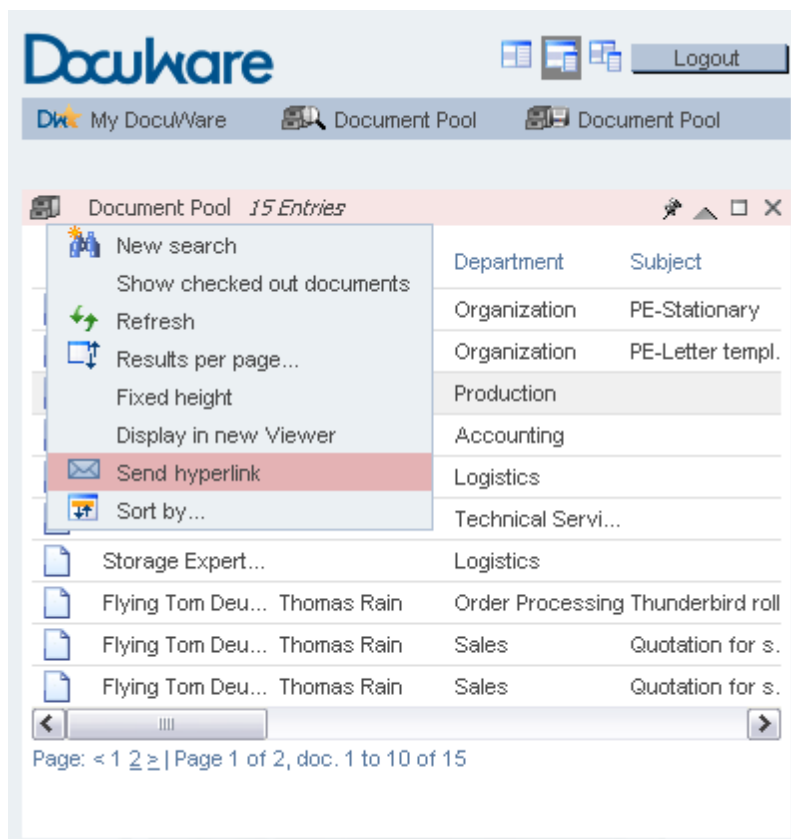 DocuWare
Logout
My DocuWare Document Pool Document Pool
Document Pool 15 Entries
New search
Show checked out documents
Refresh
Results per page...
Fixed height
Display in new Viewer
Send hyperlink
Sort by...
Department Subject
Organization PE-Stationary
Organization PE-Letter templ.
Production
Accounting
Logistics
Technical Servi...
Storage Expert... Logistics
Flying Tom Deu... Thomas Rain Order Processing Thunderbird roll
Flying Tom Deu... Thomas Rain Sales Quotation for s.
Flying Tom Deu... Thomas Rain Sales Quotation for s.
Page: < 1 2 > | Page 1 of 2, doc. 1 to 10 of 15